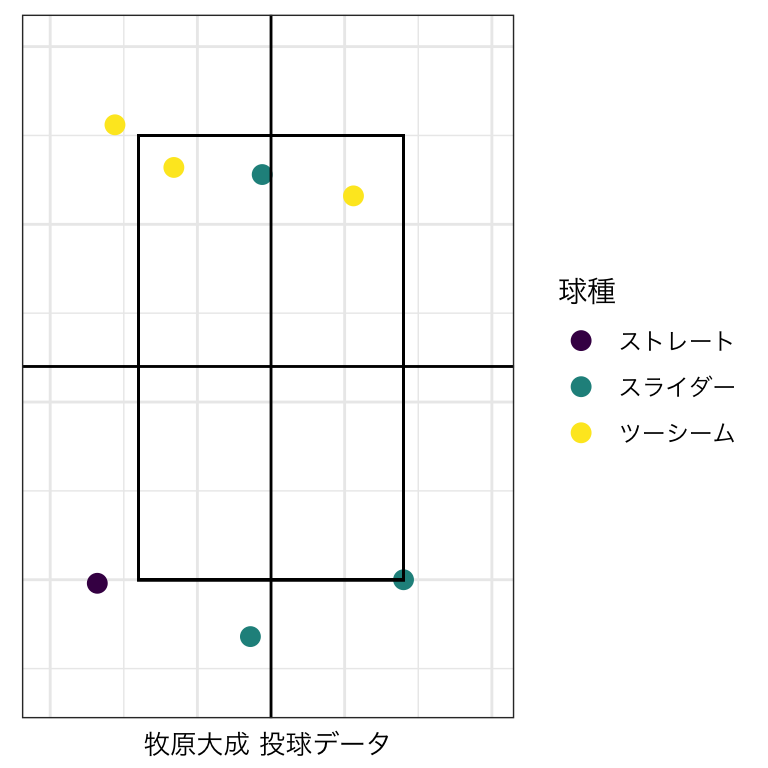 球種
ストレート
スライダー
ツーシーム
牧原大成 投球データ